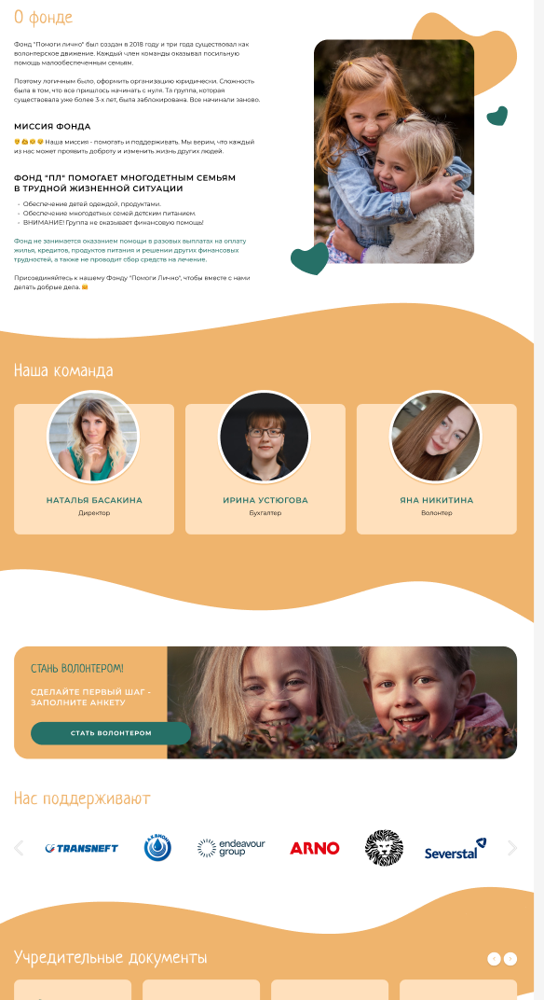 О фонде
Фонд "Помоги лично" был создан в 2018 году и три года существовал как
волонтерское движение. Каждый член команды оказывал посильную
помощь малообеспеченным семьям.
Поэтому логичным было, оформить организацию юридически. Сложность
была в том, что все пришлось начинать с нуля. Та группа, которая
существовала уже более 3-х лет, была заблокирована. Все начинали заново.
МИССИЯ ФОНДА
Наша миссия - помогать и поддерживать. Мы верим, что каждый
из нас может проявить доброту и изменить жизнь других людей.
ФОНД "ПЛ" ПОМОГАЕТ МНОГОДЕТНЫМ СЕМЬЯМ
В ТРУДНОЙ ЖИЗНЕННОЙ СИТУАЦИИ
- Обеспечение детей одеждой, продуктами.
- Обеспечение многодетных семей детским питанием.
- ВНИМАНИЕ! Группа не оказывает финансовую помощь!
Фонд не занимается оказанием помощи в разовых выплатах на оплату
жилья, кредитов, продуктов питания и решении других финансовых
трудностей, а также не проводит сбор средств на лечение.
Присоединяйтесь к нашему Фонду "Помоги Лично", чтобы вместе с нами
делать добрые дела.
Наша команда
НАТАЛЬЯ БАСАКИНА
Директор
ИРИНА УСТЮГОВА
Бухгалтер
ЯНА НИКИТИНА
Волонтер
СТАНЬ ВОЛОНТЕРОМ!
СДЕЛАЙТЕ ПЕРВЫЙ ШАГ -
ЗАПОЛНИТЕ АНКЕТУ
СТАТЬ ВОЛОНТЕРОМ
Нас поддерживают
TRANSNEFT
endeavour
group
ARNO
Severstal
Учредительные документы